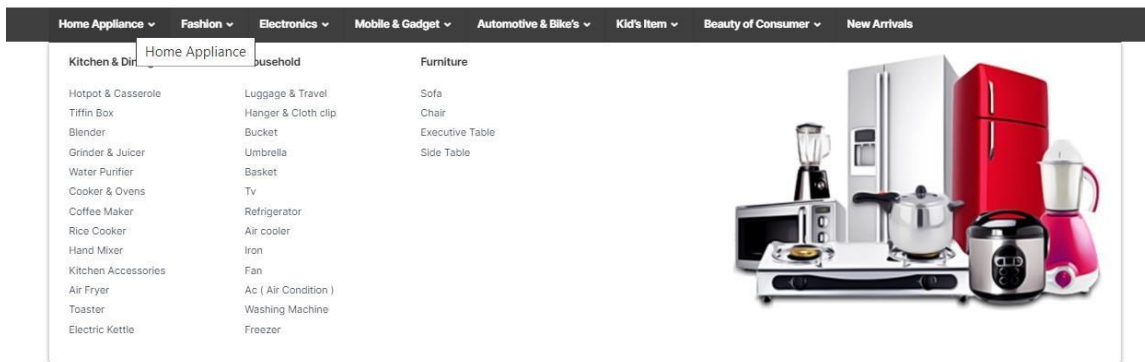 Home Appliance Fashion Electronics Mobile & Gadget Automotive & Bike's Kid's Item Beauty of Consumer New Arrivals
Home Appliance
Kitchen &
Hotpot & Casserole
Tiffin Box
Blender
Grinder & Juicer
Water Purifier
Cooker & Ovens
Coffee Maker
Rice Cooker
Hand Mixer
Kitchen Accessories
Air Fryer
Toaster
Electric Kettle
Luggage & Travel
Hanger & Cloth clip
Bucket
Umbrella
Basket
Tv
Refrigerator
Air cooler
Iron
Fan
Ac ( Air Condition )
Washing Machine
Freezer
Furniture
Sofa
Chair
Executive Table
Side Table